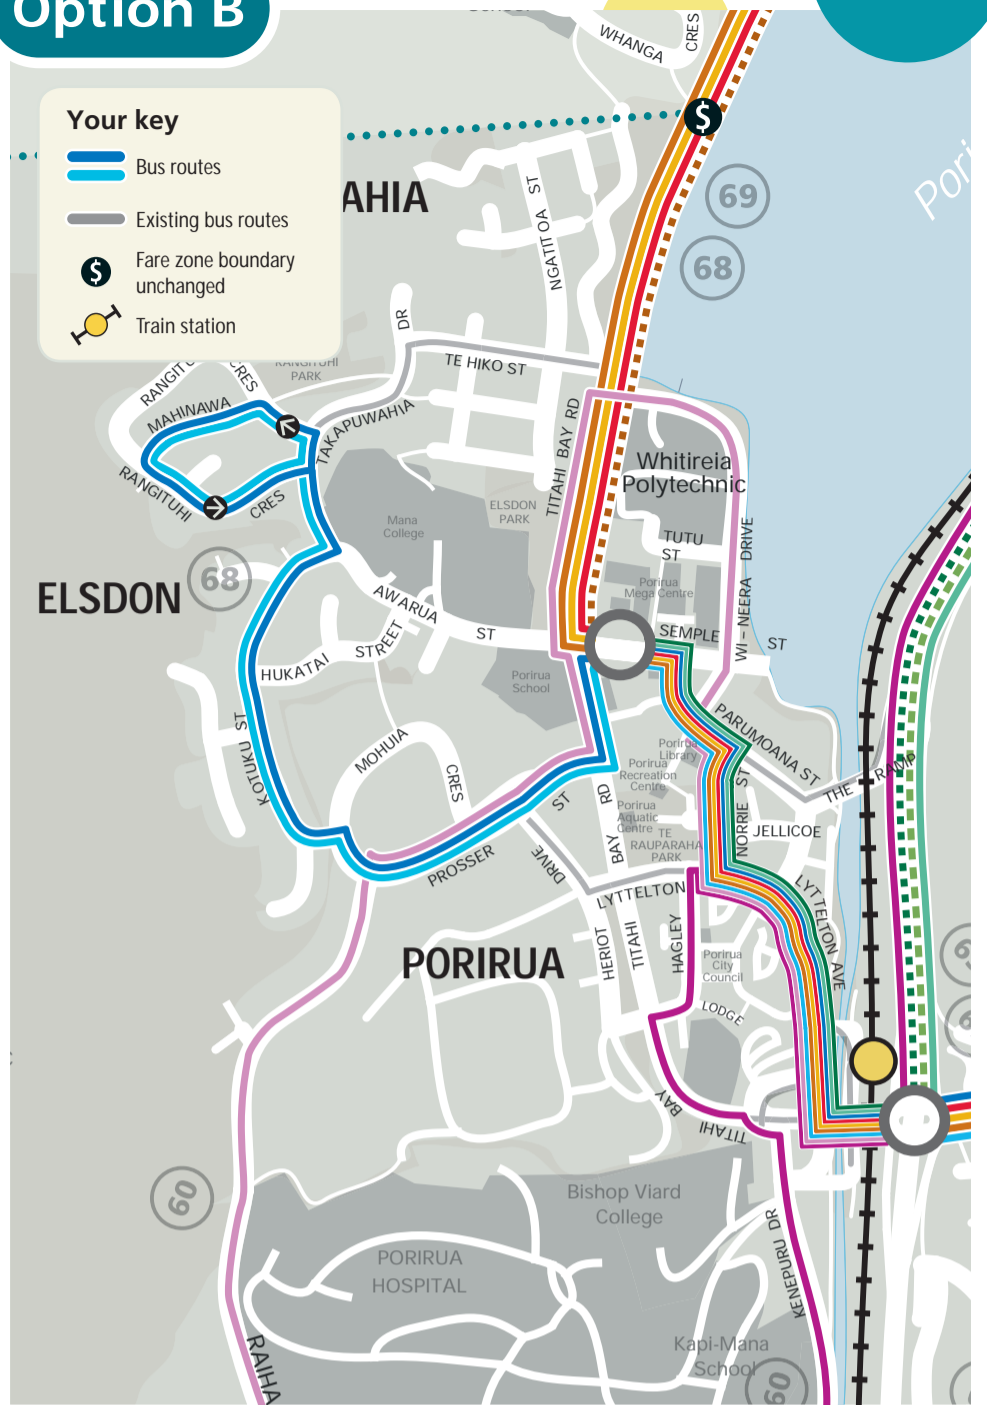 Option B
WHANGA
CRES
Your key
Bus routes
Existing bus routes
Fare zone boundary
unchanged
Train station
$
$
AHIA
Pori
69
68
NGATITOA ST
DR
TE HIKO ST
RANGITUHI
PARK
CRES
MAHINAWA
TAKAPUWAHIA
RANGITUHI
CRES
TITAHI BAY RD
Whitireia
Polytechnic
ELSDON
PARK
Mana
College
TUTU
ST
WI – NEERA DRIVE
68
ELSDON
Porirua
Mega Centre
AWARUA
ST
SEMPLE
ST
HUKATAI
STREET
Porirua
School
KOTUKU ST
MOHUIA
CRES
PARUMOANA ST
Porirua
Library
Porirua
Recreation
Centre
Porirua
Aquatic
Centre
TE
RAUPARAHA
PARK
THE RAMP
NORRIE ST
JELLICOE
RD
BAY
TITAHI
PROSSER
ST
DRIVE
HERIOT
LYTTELTON
LYTTELTON AVE
HAGLEY
PORIRUA
Porirua
City
Council
LODGE
BAY
TITAHI
60
Bishop Viard
College
PORIRUA
HOSPITAL
KENEPURU DR
Kapi-Mana
School
60
RAIHA